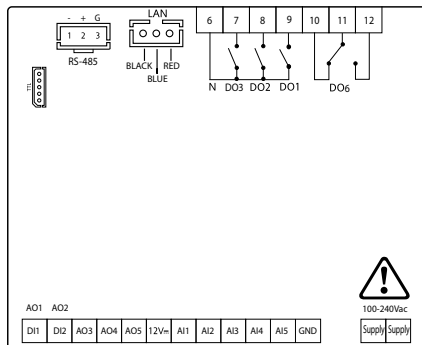 - + G
1 2 3
RS-485
LAN
BLACK RED
BLUE
6 7 8 9 10 11 12
N DO3 DO2 DO1 DO6
TTL
100-240Vac
AO1 AO2
DI1 DI2 AO3 AO4 AO5 12V⎓ AI1 AI2 AI3 AI4 AI5 GND
Supply Supply